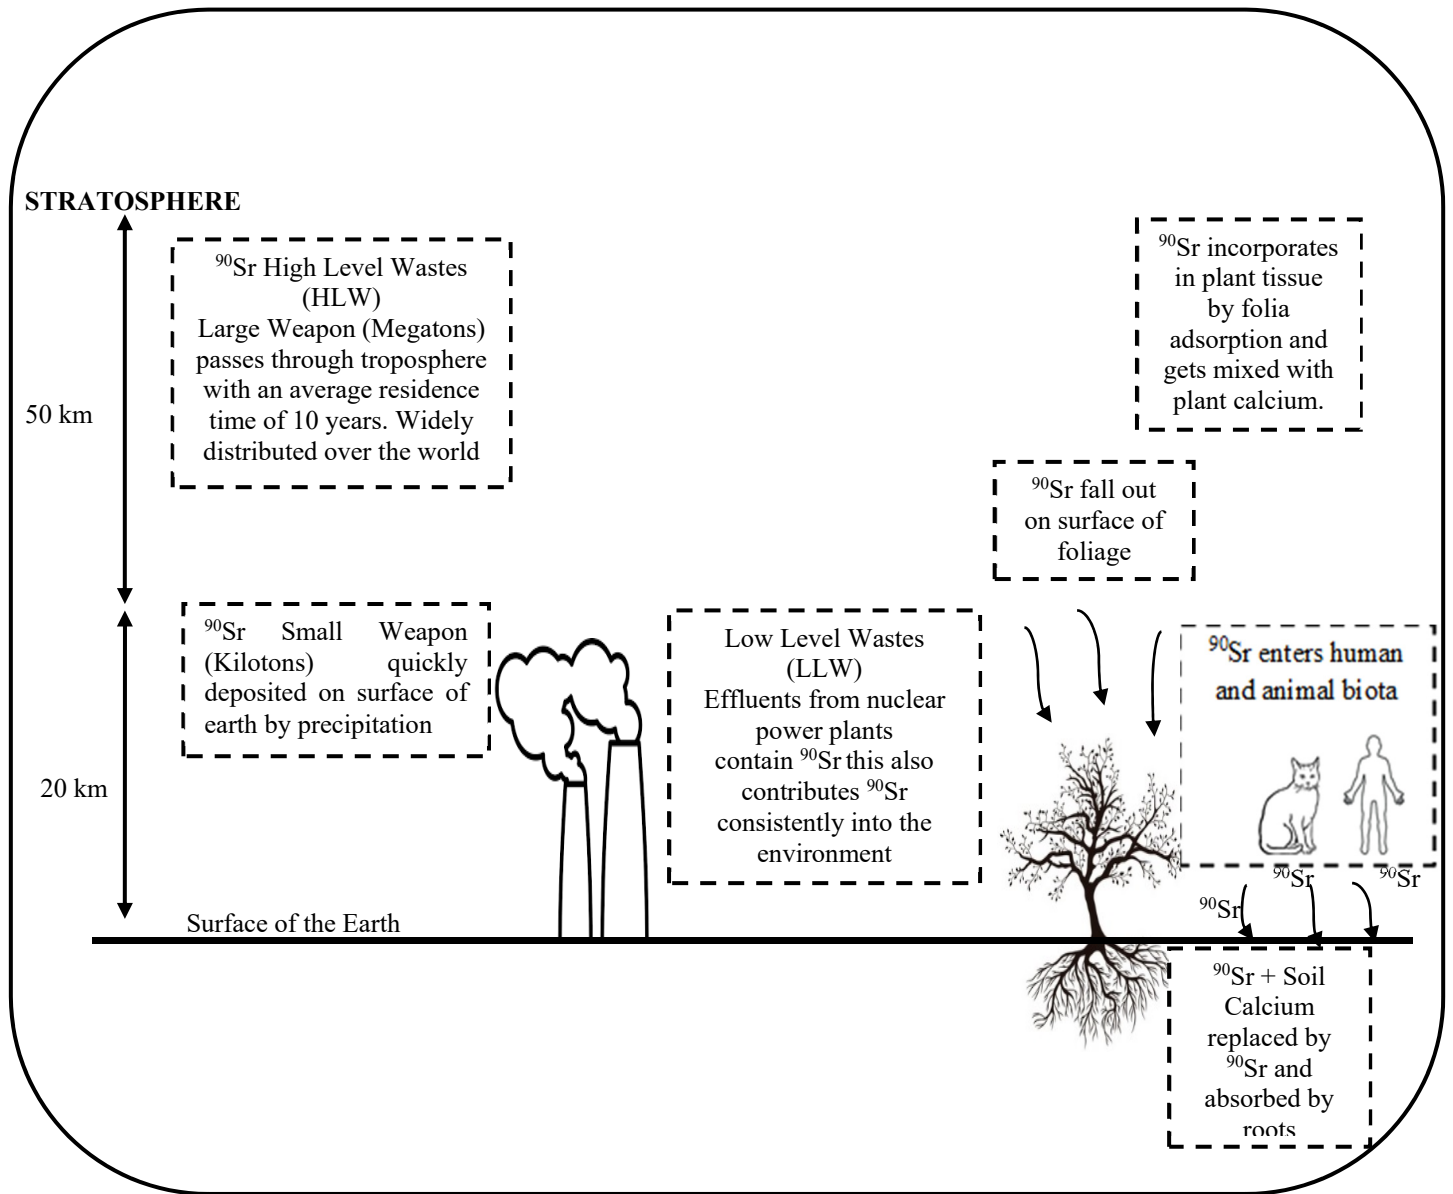 STRATOSPHERE
⁹⁰Sr High Level Wastes
(HLW)
Large Weapon (Megatons)
passes through troposphere
with an average residence
time of 10 years. Widely
distributed over the world
50 km
⁹⁰Sr incorporates
in plant tissue
by folia
adsorption and
gets mixed with
plant calcium.
⁹⁰Sr fall out
on surface of
foliage
⁹⁰Sr Small Weapon
(Kilotons) quickly
deposited on surface of
earth by precipitation
20 km
Low Level Wastes
(LLW)
Effluents from nuclear
power plants
contain ⁹⁰Sr this also
contributes ⁹⁰Sr
consistently into the
environment
⁹⁰Sr enters human
and animal biota
⁹⁰Sr
⁹⁰Sr
⁹⁰Sr
Surface of the Earth
⁹⁰Sr + Soil
Calcium
replaced by
⁹⁰Sr and
absorbed by
roots